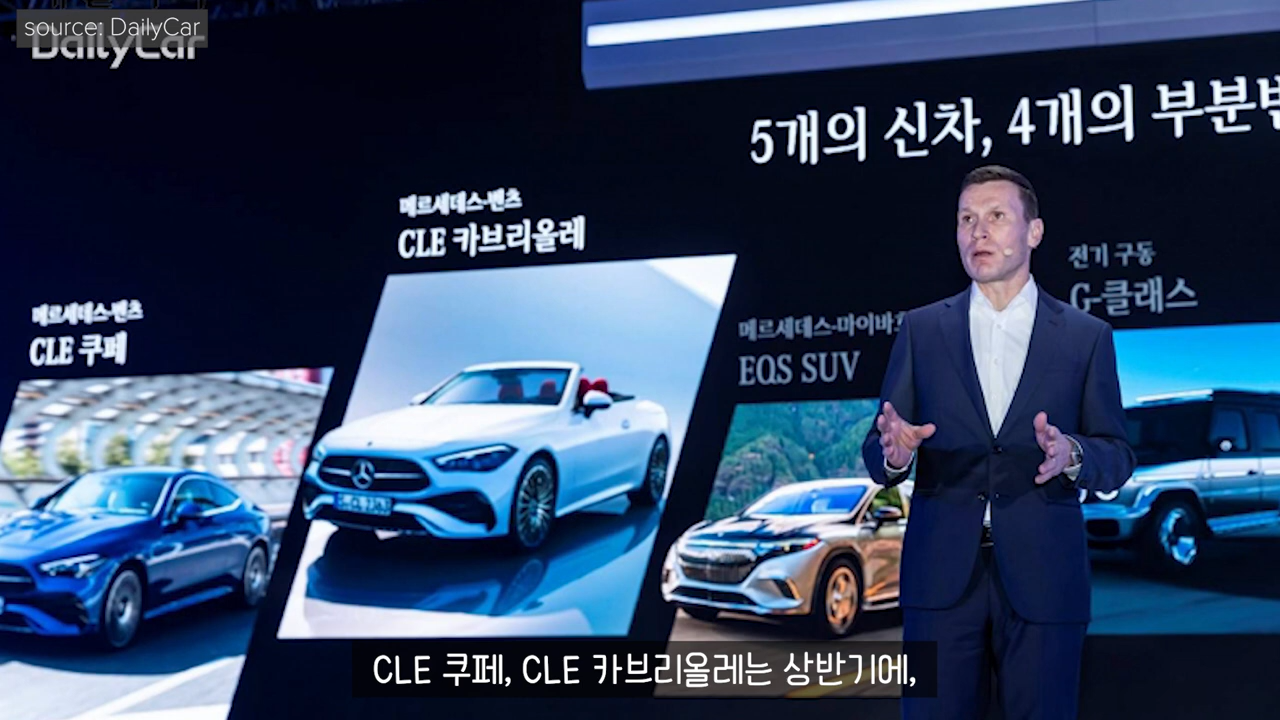 source: DailyCar
DailyCar
5개의 신차, 4개의 부분변
메르세데스-벤츠
CLE 카브리올레
메르세데스-벤츠
CLE 쿠페
메르세데스-마이바흐
EQS SUV
전기 구동
G-클래스
CLE 쿠페, CLE 카브리올레는 상반기에,